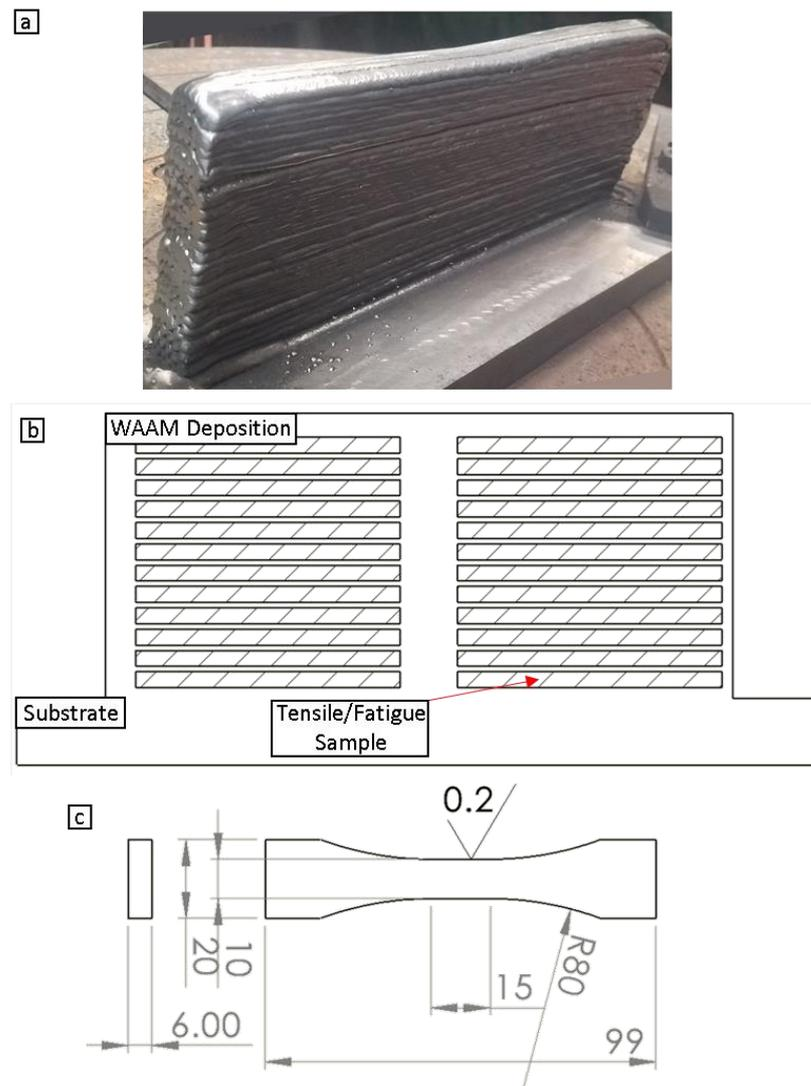 a
b
WAAM Deposition
Substrate
Tensile/Fatigue
Sample
c
0.2
10
20
6.00
15
R80
99